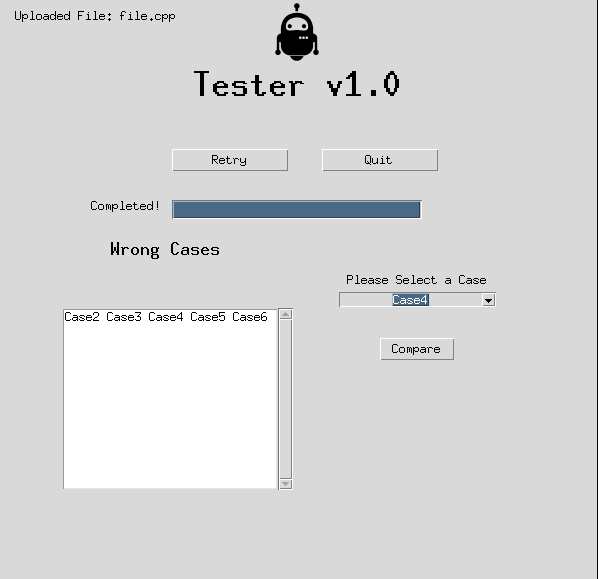 Uploaded File: file.cpp
Tester v1.0
Retry
Quit
Completed!
Wrong Cases
Please Select a Case
Case4
Case2 Case3 Case4 Case5 Case6
Compare